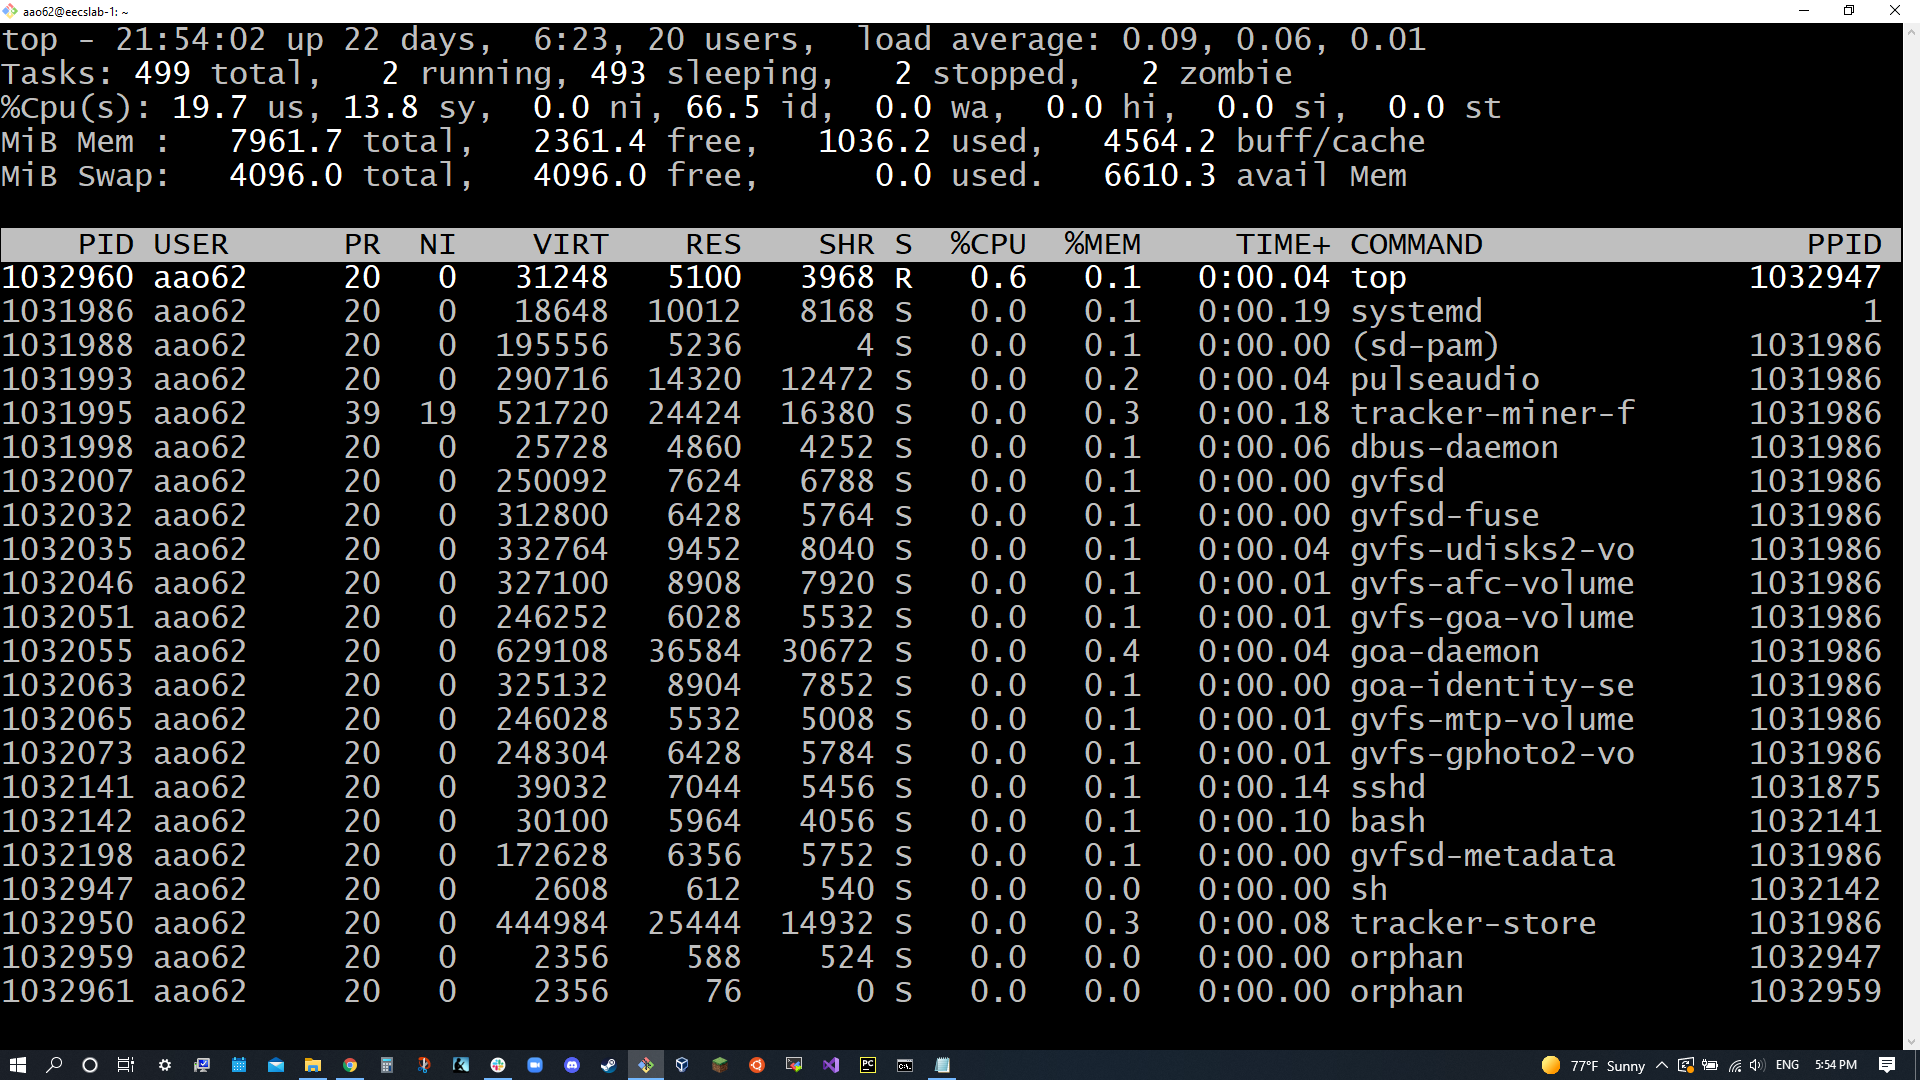 aao62@eecslab-1: ~
top - 21:54:02 up 22 days,  6:23, 20 users,  load average: 0.09, 0.06, 0.01
Tasks: 499 total,   2 running, 493 sleeping,   2 stopped,   2 zombie
%Cpu(s): 19.7 us, 13.8 sy,  0.0 ni, 66.5 id,  0.0 wa,  0.0 hi,  0.0 si,  0.0 st
MiB Mem :   7961.7 total,   2361.4 free,   1036.2 used,   4564.2 buff/cache
MiB Swap:   4096.0 total,   4096.0 free,      0.0 used.   6610.3 avail Mem
PID USER PR NI VIRT RES SHR S %CPU %MEM TIME+ COMMAND PPID
1032960 aao62 20 0 31248 5100 3968 R 0.6 0.1 0:00.04 top 1032947
1031986 aao62 20 0 18648 10012 8168 S 0.0 0.1 0:00.19 systemd 1
1031988 aao62 20 0 195556 5236 4 S 0.0 0.1 0:00.00 (sd-pam) 1031986
1031993 aao62 20 0 290716 14320 12472 S 0.0 0.2 0:00.04 pulseaudio 1031986
1031995 aao62 39 19 521720 24424 16380 S 0.0 0.3 0:00.18 tracker-miner-f 1031986
1031998 aao62 20 0 25728 4860 4252 S 0.0 0.1 0:00.06 dbus-daemon 1031986
1032007 aao62 20 0 250092 7624 6788 S 0.0 0.1 0:00.00 gvfsd 1031986
1032032 aao62 20 0 312800 6428 5764 S 0.0 0.1 0:00.00 gvfsd-fuse 1031986
1032035 aao62 20 0 332764 9452 8040 S 0.0 0.1 0:00.04 gvfs-udisks2-vo 1031986
1032046 aao62 20 0 327100 8908 7920 S 0.0 0.1 0:00.01 gvfs-afc-volume 1031986
1032051 aao62 20 0 246252 6028 5532 S 0.0 0.1 0:00.01 gvfs-goa-volume 1031986
1032055 aao62 20 0 629108 36584 30672 S 0.0 0.4 0:00.04 goa-daemon 1031986
1032063 aao62 20 0 325132 8904 7852 S 0.0 0.1 0:00.00 goa-identity-se 1031986
1032065 aao62 20 0 246028 5532 5008 S 0.0 0.1 0:00.01 gvfs-mtp-volume 1031986
1032073 aao62 20 0 248304 6428 5784 S 0.0 0.1 0:00.01 gvfs-gphoto2-vo 1031986
1032141 aao62 20 0 39032 7044 5456 S 0.0 0.1 0:00.14 sshd 1031875
1032142 aao62 20 0 30100 5964 4056 S 0.0 0.1 0:00.10 bash 1032141
1032198 aao62 20 0 172628 6356 5752 S 0.0 0.1 0:00.00 gvfsd-metadata 1031986
1032947 aao62 20 0 2608 612 540 S 0.0 0.0 0:00.00 sh 1032142
1032950 aao62 20 0 444984 25444 14932 S 0.0 0.3 0:00.08 tracker-store 1031986
1032959 aao62 20 0 2356 588 524 S 0.0 0.0 0:00.00 orphan 1032947
1032961 aao62 20 0 2356 76 0 S 0.0 0.0 0:00.00 orphan 1032959
PC
77°F Sunny
ENG
5:54 PM